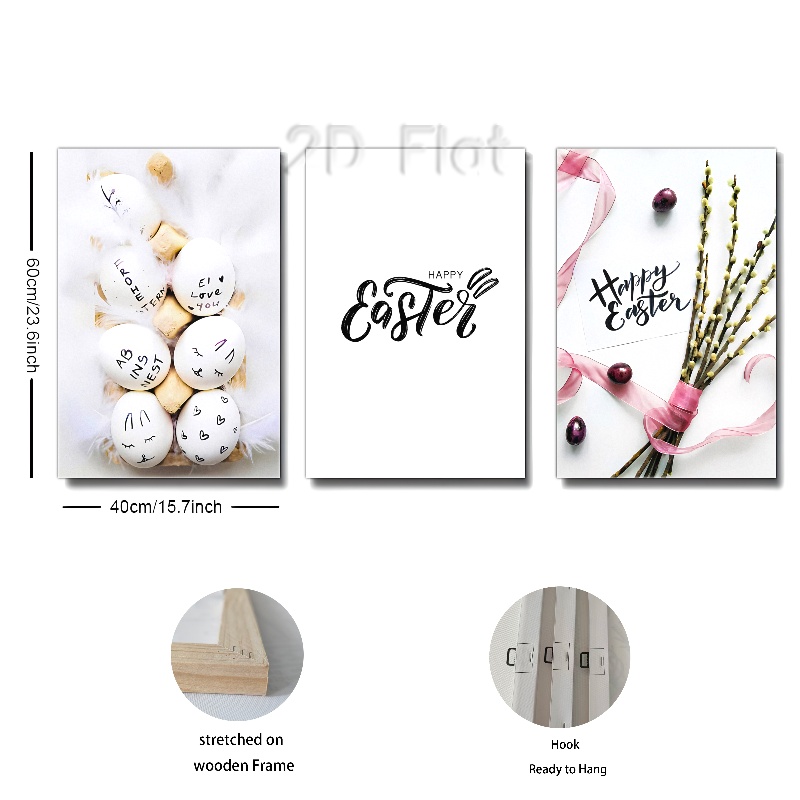 2D Flat
60cm/23.6inch
EI
Love
YOU
FROHE
AB
INS
NEST
HAPPY
Easter
Happy
Easter
40cm/15.7inch
stretched on
wooden Frame
Hook
Ready to Hang